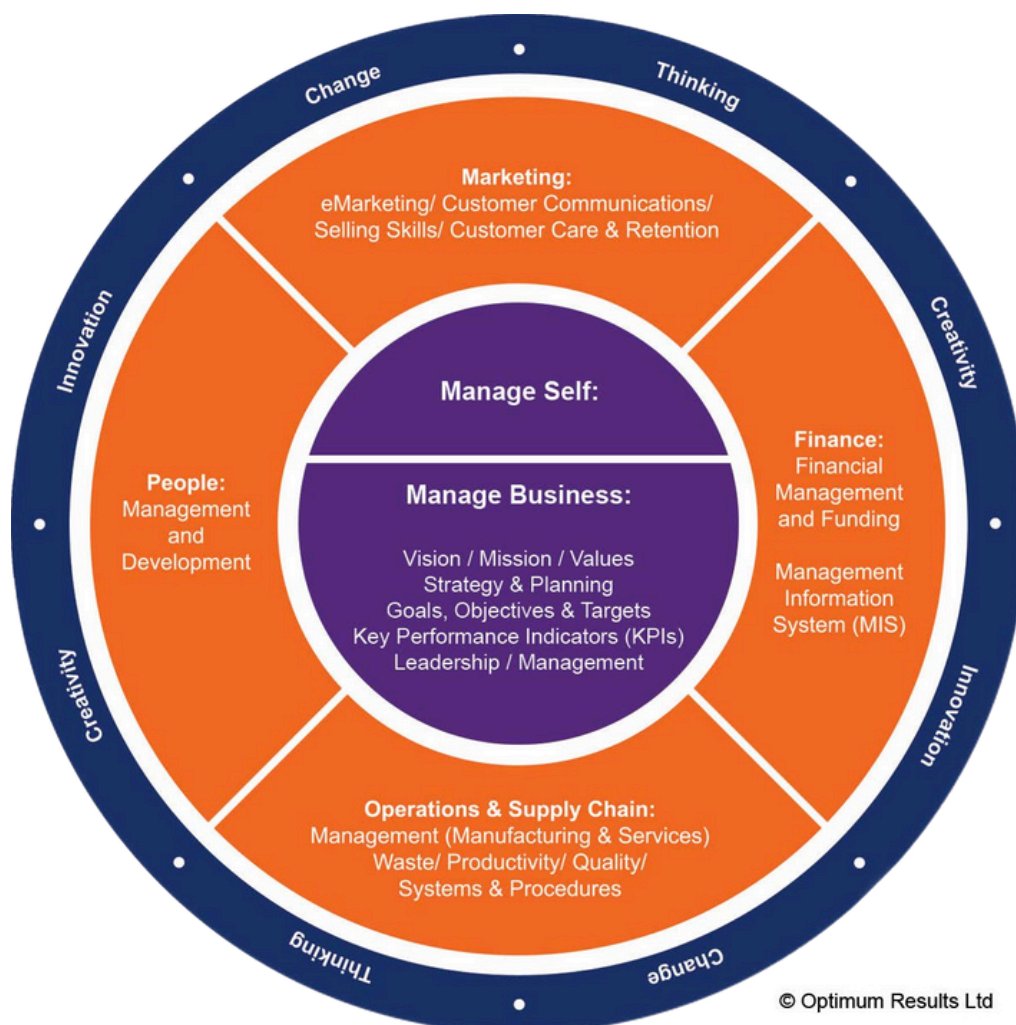 Change
Thinking
Creativity
Innovation
Change
Thinking
Creativity
Innovation
Marketing:
eMarketing/ Customer Communications/
Selling Skills/ Customer Care & Retention
Manage Self:
Manage Business:
Vision / Mission / Values
Strategy & Planning
Goals, Objectives & Targets
Key Performance Indicators (KPIs)
Leadership / Management
People:
Management
and
Development
Finance:
Financial
Management
and Funding
Management
Information
System (MIS)
Operations & Supply Chain:
Management (Manufacturing & Services)
Waste/ Productivity/ Quality/
Systems & Procedures
© Optimum Results Ltd